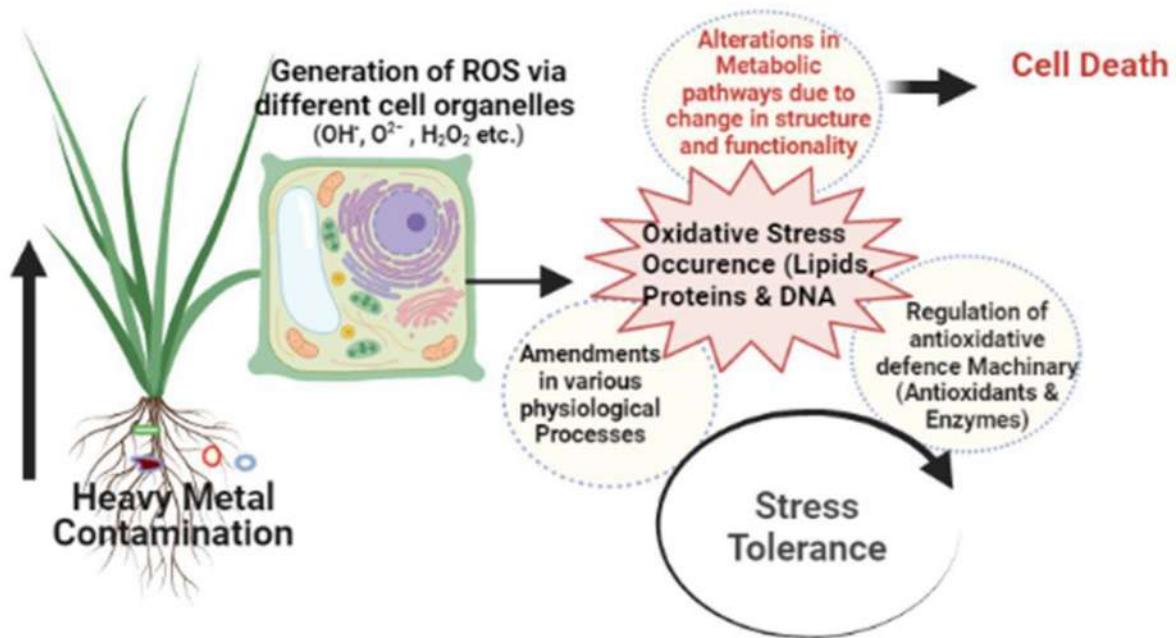 Generation of ROS via
different cell organelles
(OH˙, O²⁻ , H₂O₂ etc.)
Heavy Metal
Contamination
Alterations in
Metabolic
pathways due to
change in structure
and functionality
Cell Death
Oxidative Stress
Occurence (Lipids,
Proteins & DNA
Amendments
in various
physiological
Processes
Regulation of
antioxidative
defence Machinary
(Antioxidants &
Enzymes)
Stress
Tolerance